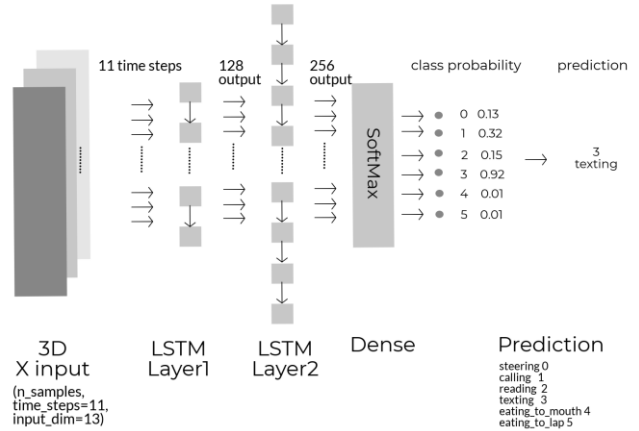 11 time steps
128
output
256
output
class probability
prediction
SoftMax
0 0.13
1 0.32
2 0.15
3 0.92
4 0.01
5 0.01
3
texting
3D
X input
(n_samples,
time_steps=11,
input_dim=13)
LSTM
Layer1
LSTM
Layer2
Dense
Prediction
steering 0
calling 1
reading 2
texting 3
eating_to_mouth 4
eating_to_lap 5